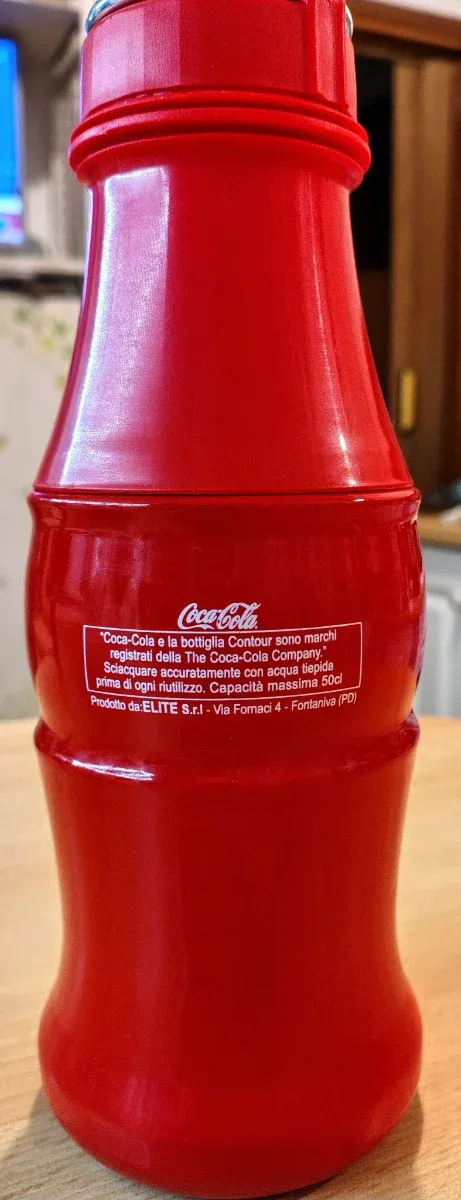 Coca-Cola
"Coca-Cola e la bottiglia Contour sono marchi
registrati della The Coca-Cola Company."
Sciacquare accuratamente con acqua tiepida
prima di ogni riutilizzo. Capacità massima 50cl
Prodotto da:ELITE S.r.l - Via Fornaci 4 - Fontaniva (PD)